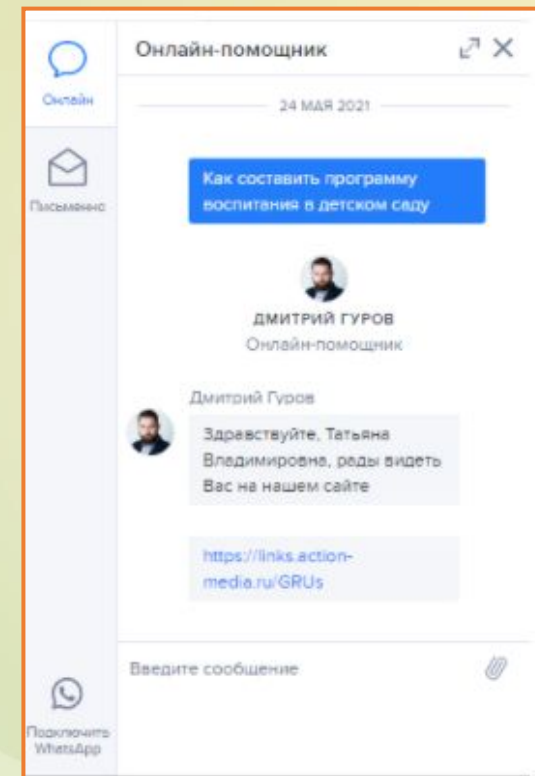 Онлайн-помощник
Онлайн
24 МАЯ 2021
Письменно
Как составить программу
воспитания в детском саду
ДМИТРИЙ ГУРОВ
Онлайн-помощник
Дмитрий Гуров
Здравствуйте, Татьяна
Владимировна, рады видеть
Вас на нашем сайте
https://links.action-
media.ru/GRUs
Введите сообщение
Подключить
WhatsApp